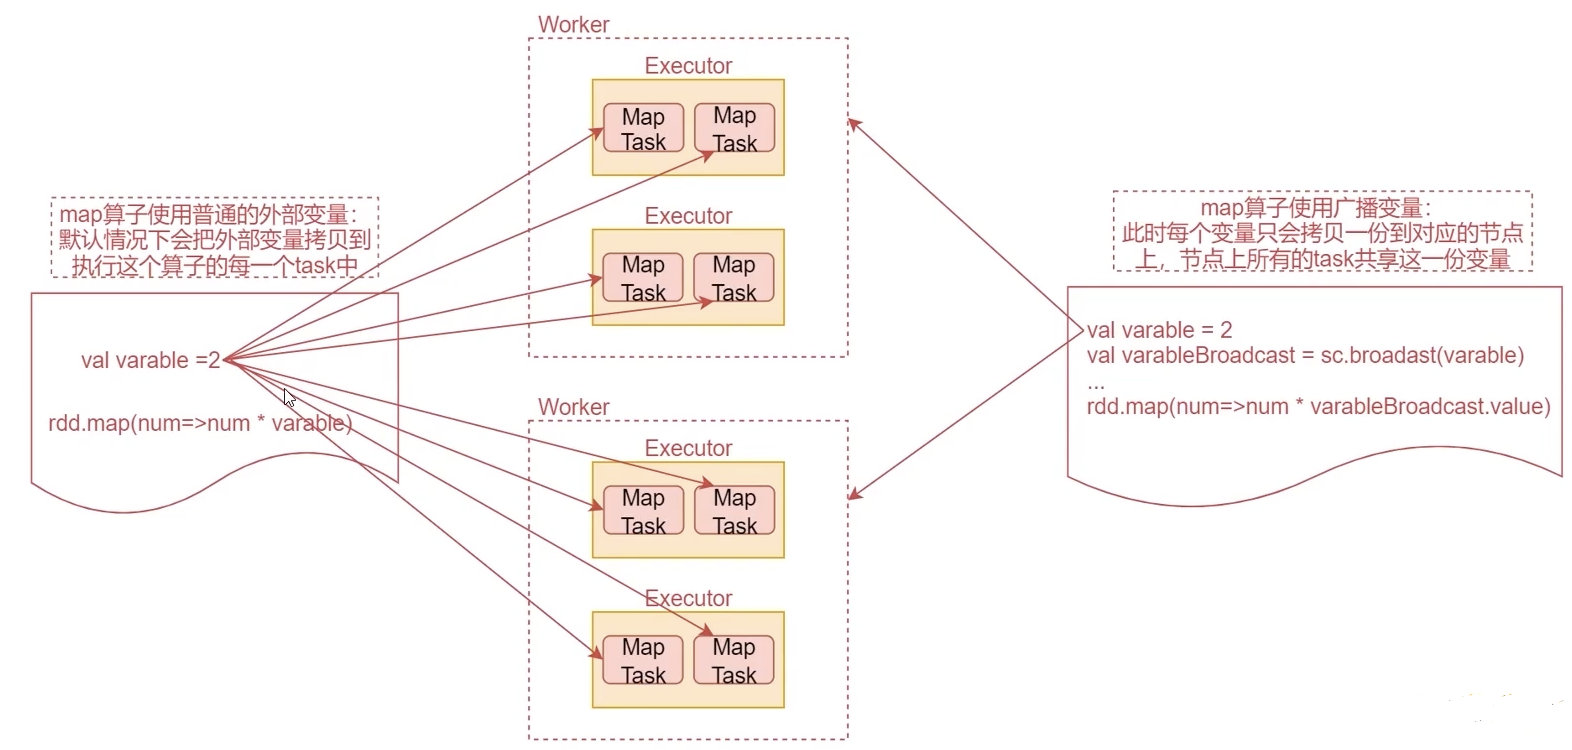 map算子使用普通的外部变量：
默认情况下会把外部变量拷贝到
执行这个算子的每一个task中
val varable =2
rdd.map(num=>num * varable)
Worker
Executor
Map
Task
Map
Task
Executor
Map
Task
Map
Task
Worker
Executor
Map
Task
Map
Task
Executor
Map
Task
Map
Task
map算子使用广播变量：
此时每个变量只会拷贝一份到对应的节点
上，节点上所有的task共享这一份变量
val varable = 2
val varableBroadcast = sc.broadast(varable)
...
rdd.map(num=>num * varableBroadcast.value)